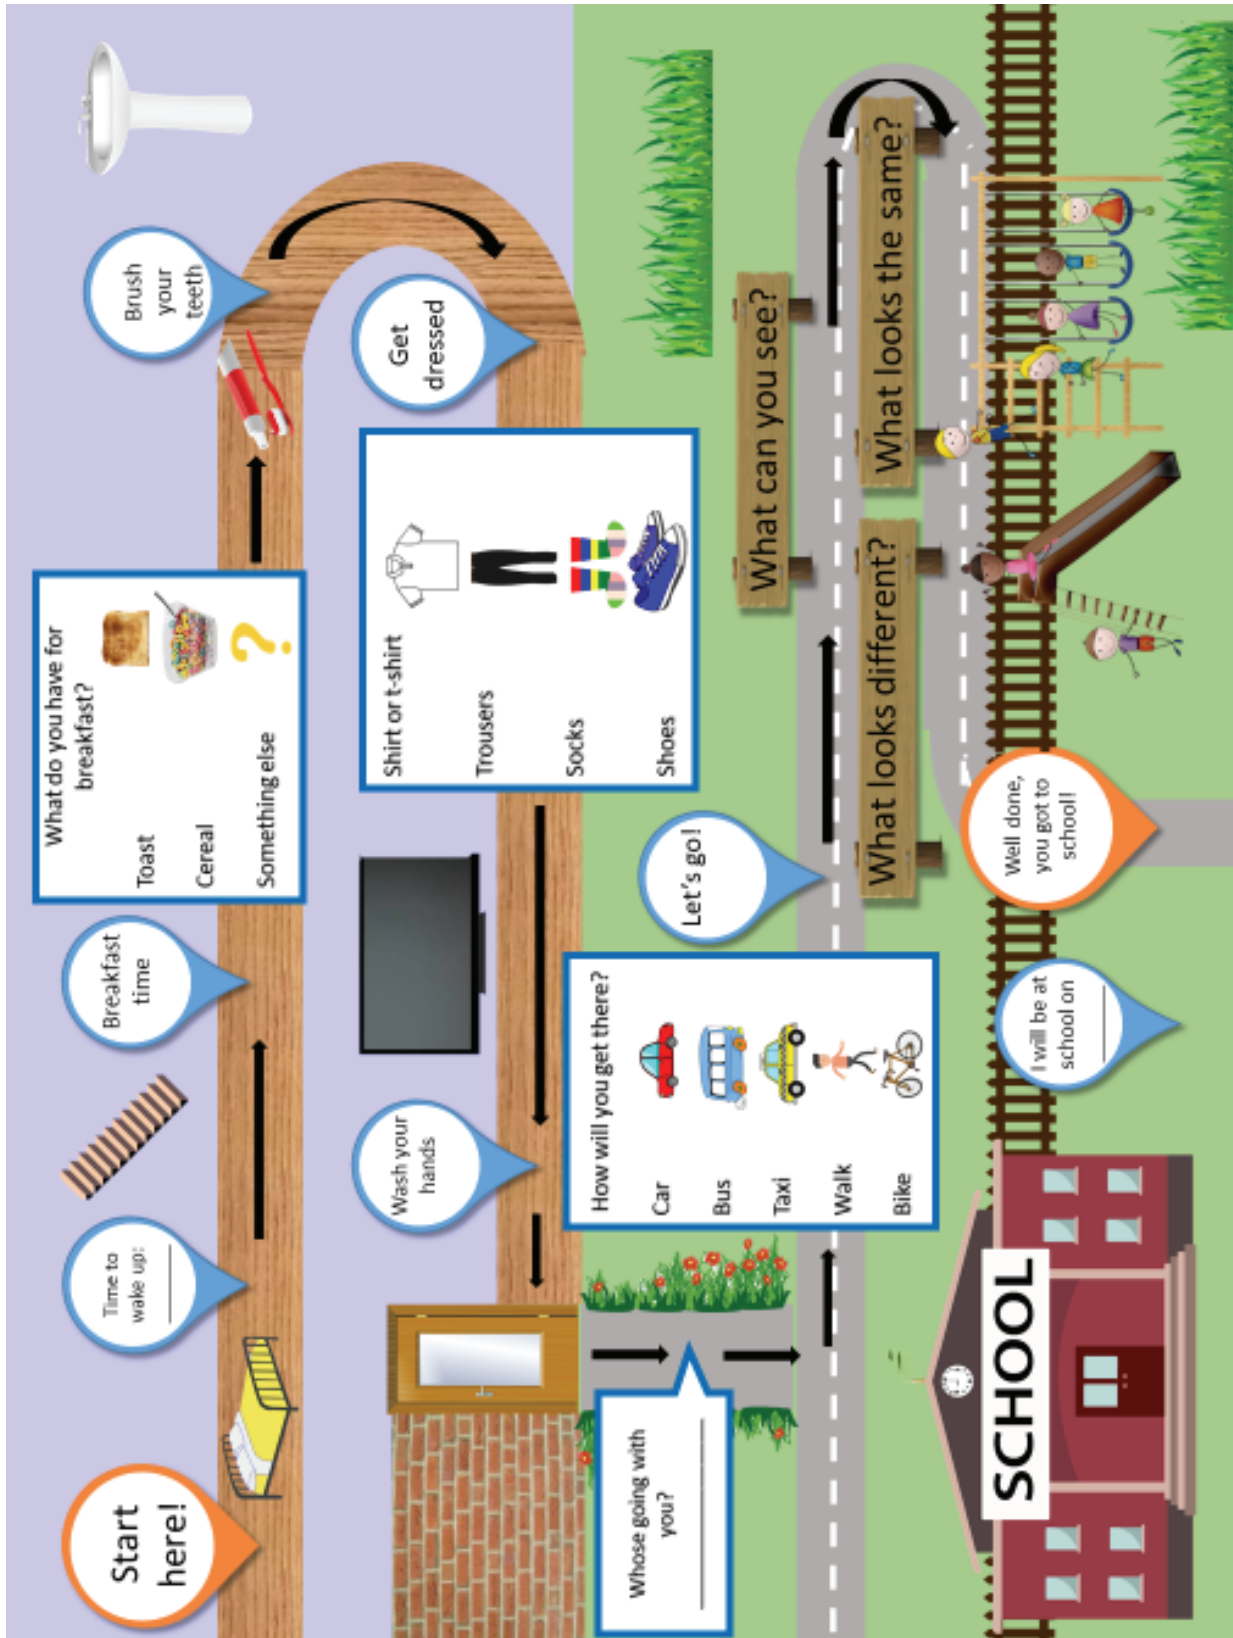 Start
here!
Time to
wake up:
Breakfast
time
What do you have for
breakfast?
Toast
Cereal
Something else
?
Brush
your
teeth
Get
dressed
Shirt or t-shirt
Trousers
Socks
Shoes
Wash your
hands
Whose going with
you?
How will you get there?
Car
Bus
Taxi
Walk
Bike
Let's go!
What can you see?
What looks different?
What looks the same?
Well done,
you got to
school!
I will be at
school on
SCHOOL